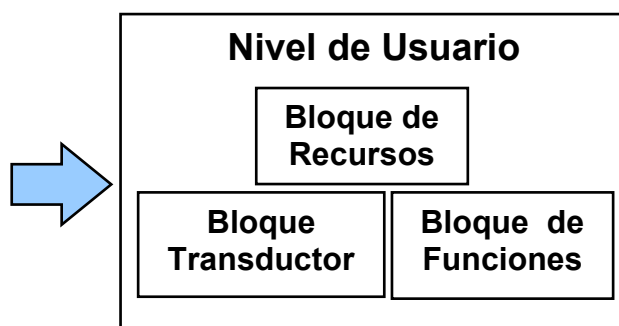 Nivel de Usuario
Bloque de
Recursos
Bloque
Transductor
Bloque de
Funciones